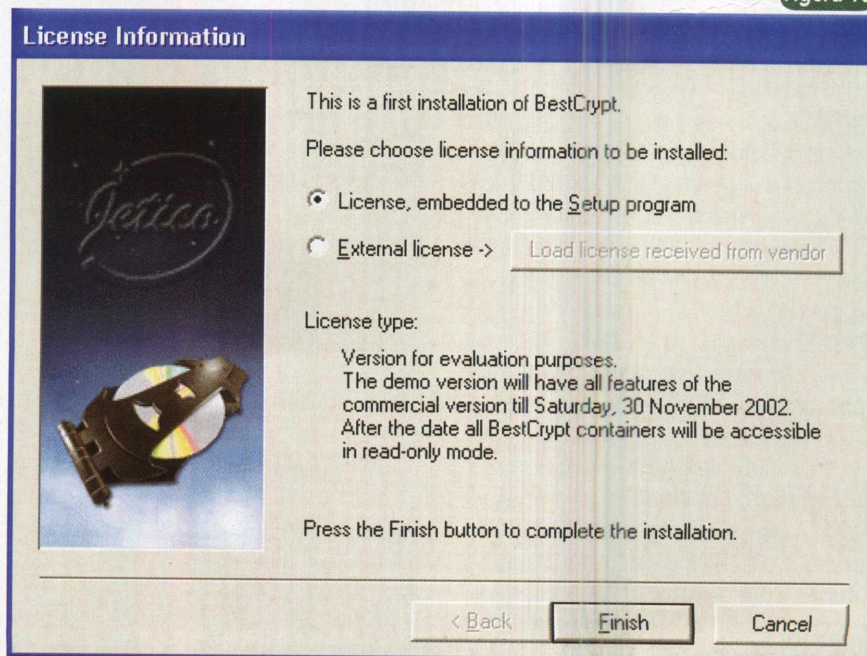 License Information
Jetico
This is a first installation of BestCrypt.
Please choose license information to be installed:
License, embedded to the Setup program
External license -> Load license received from vendor
License type:
Version for evaluation purposes.
The demo version will have all features of the
commercial version till Saturday, 30 November 2002.
After the date all BestCrypt containers will be accessible
in read-only mode.
Press the Finish button to complete the installation.
< Back Finish Cancel